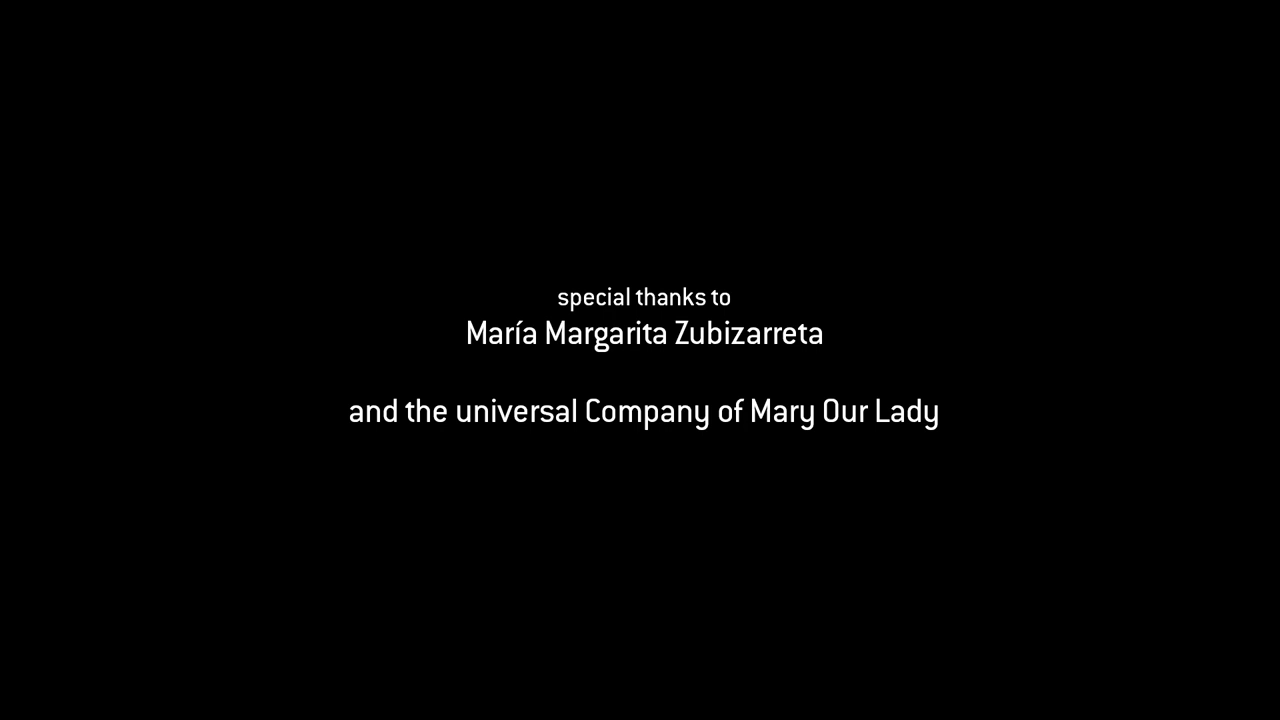 special thanks to
María Margarita Zubizarreta
and the universal Company of Mary Our Lady